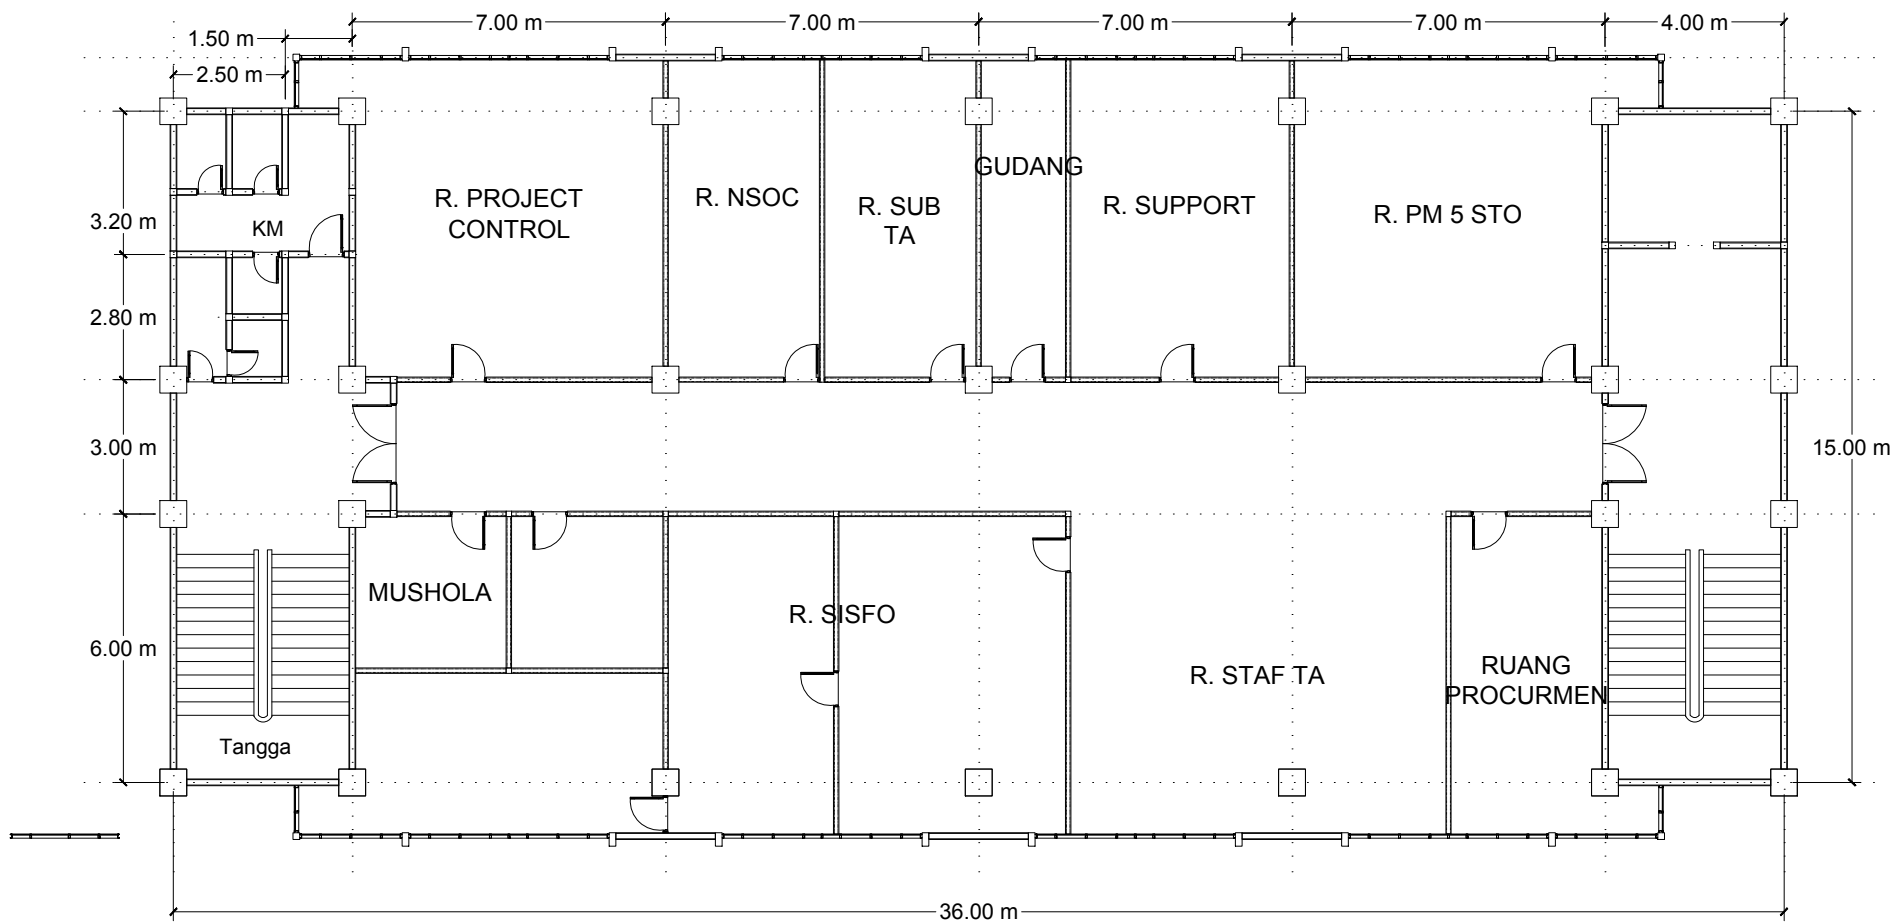 7.00 m
7.00 m
7.00 m
7.00 m
4.00 m
1.50 m
2.50 m
GUDANG
R. PROJECT
CONTROL
R. NSOC
R. SUB
TA
R. SUPPORT
R. PM 5 STO
3.20 m
KM
2.80 m
3.00 m
15.00 m
MUSHOLA
R. SISFO
6.00 m
R. STAF TA
RUANG
PROCURMEN
Tangga
36.00 m